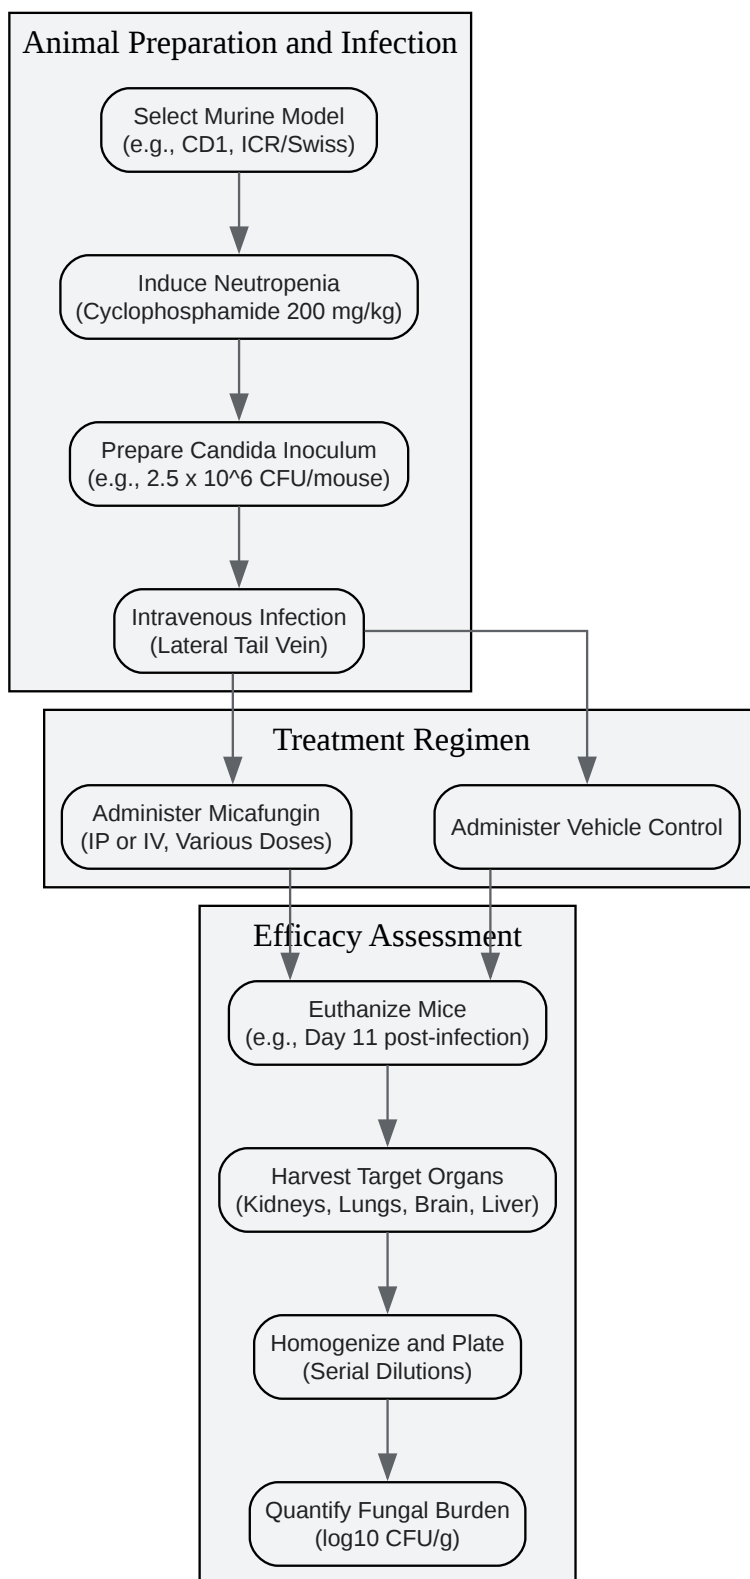 Animal Preparation and Infection
Select Murine Model
(e.g., CD1, ICR/Swiss)
Induce Neutropenia
(Cyclophosphamide 200 mg/kg)
Prepare Candida Inoculum
(e.g., 2.5 x 10^6 CFU/mouse)
Intravenous Infection
(Lateral Tail Vein)
Treatment Regimen
Administer Micafungin
(IP or IV, Various Doses)
Administer Vehicle Control
Efficacy Assessment
Euthanize Mice
(e.g., Day 11 post-infection)
Harvest Target Organs
(Kidneys, Lungs, Brain, Liver)
Homogenize and Plate
(Serial Dilutions)
Quantify Fungal Burden
(log10 CFU/g)